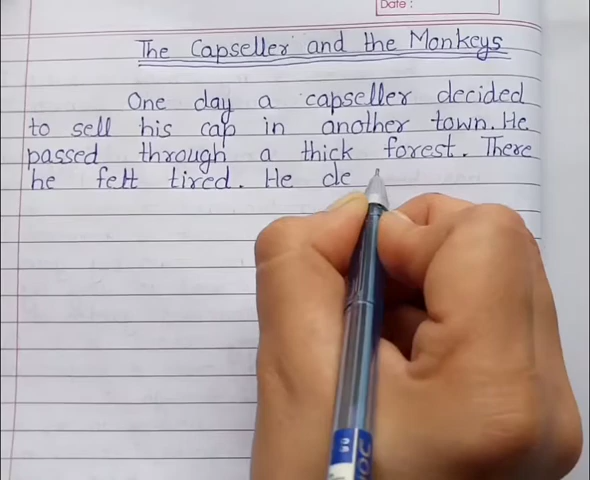 Date :
The Capseller and the Monkeys
One day a capseller decided
to sell his cap in another town. He
passed through a thick forest. There
he felt tired. He de